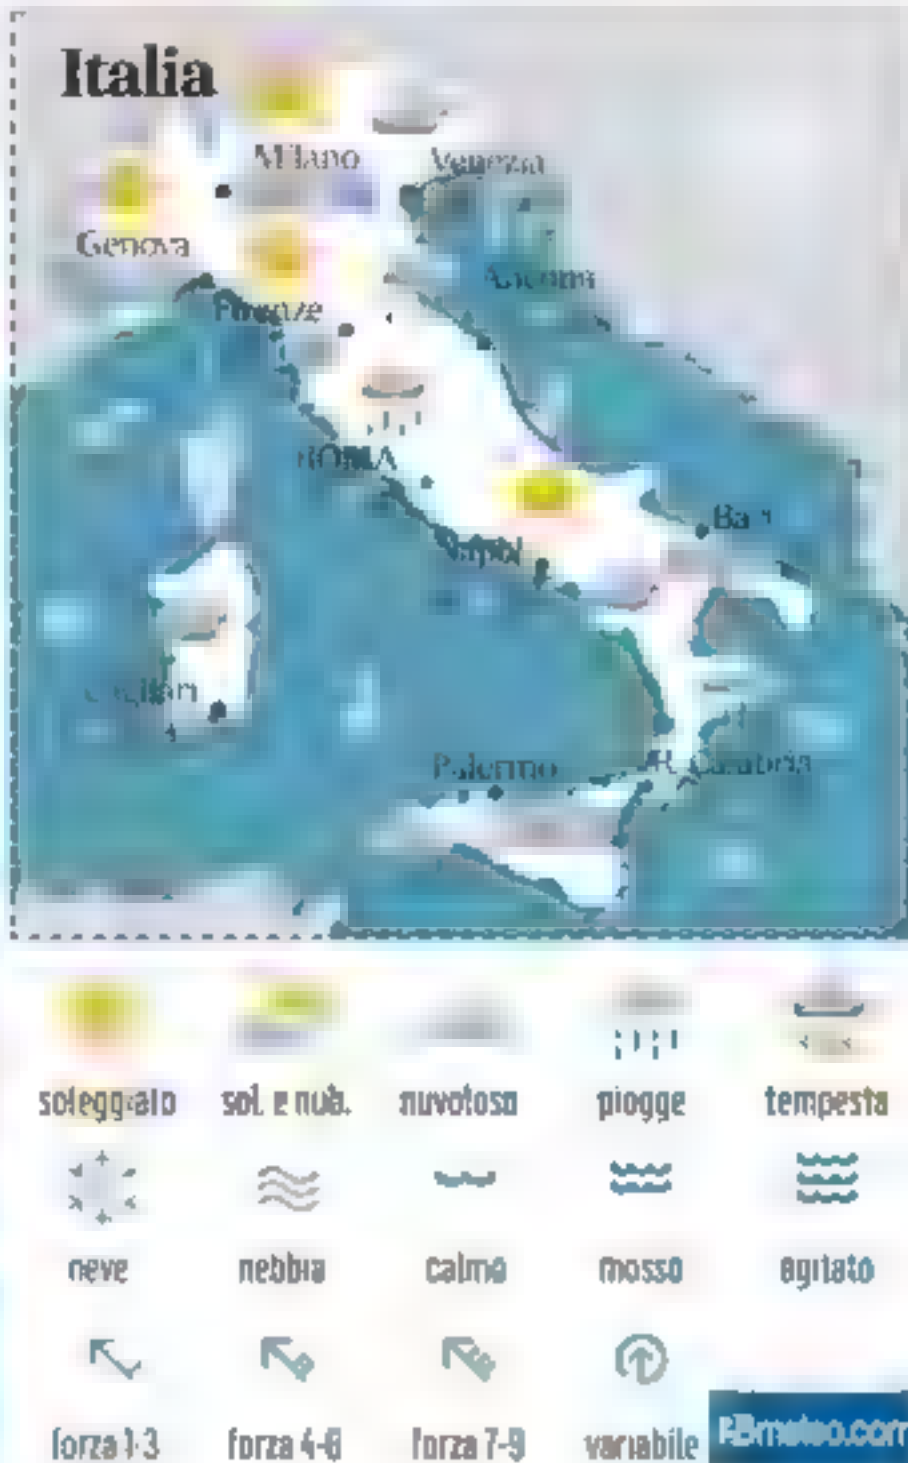 Italia
Milano
Venezia
Genova
Ancona
Firenze
ROMA
Bari
Napoli
Cagliari
Palermo
R. Calabria
soleggiato sol. e nub. nuvoloso piogge tempesta
neve nebbia calmo mosso agitato
forza 1-3 forza 4-6 forza 7-9 variabile
3Bmeteo.com